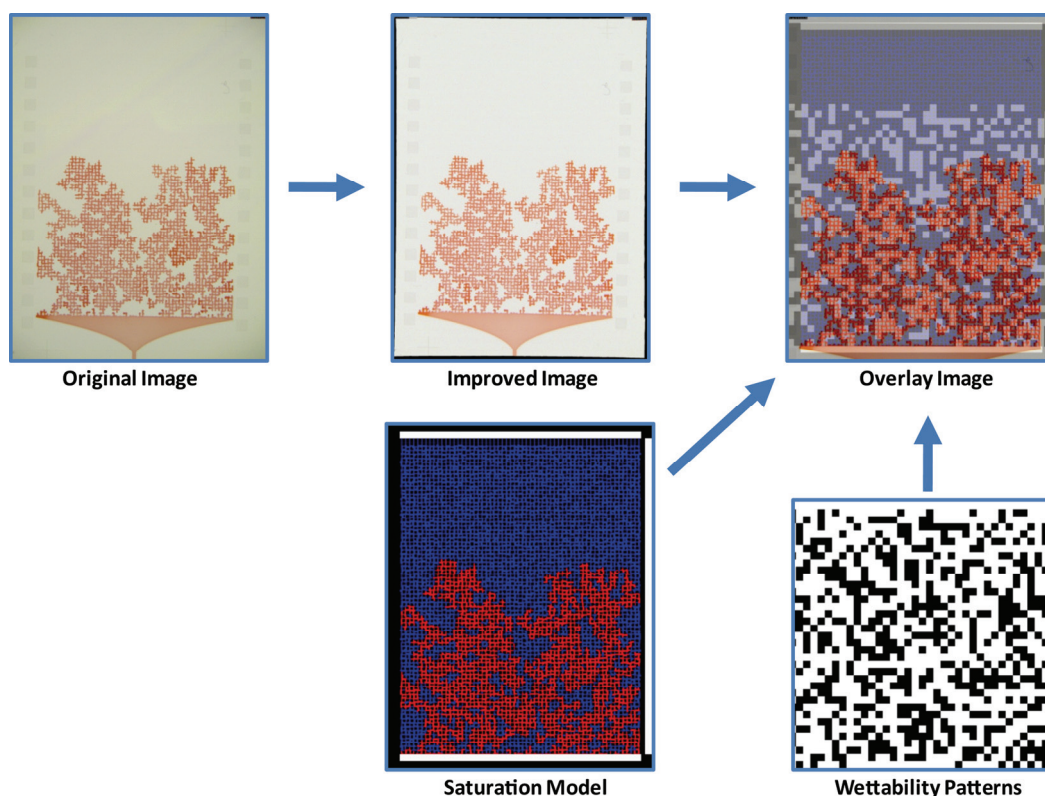 Original Image
Improved Image
Overlay Image
Saturation Model
Wettability Patterns